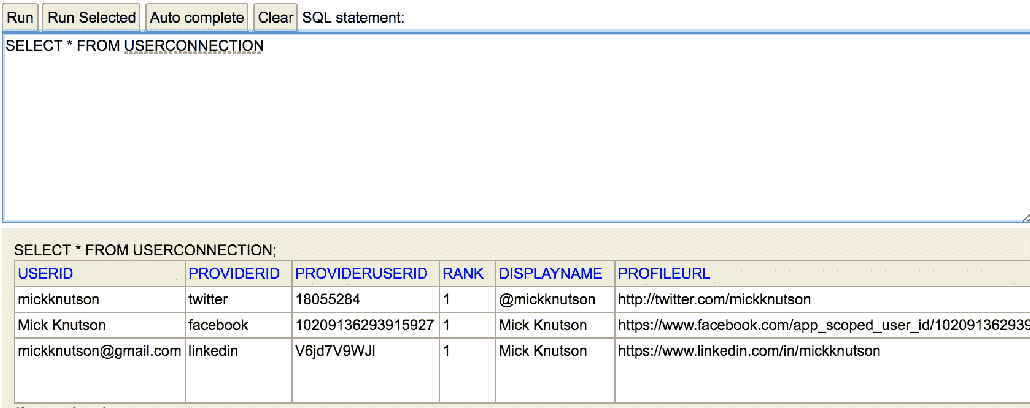 Run Run Selected Auto complete Clear SQL statement:
SELECT * FROM USERCONNECTION
SELECT * FROM USERCONNECTION;
USERID PROVIDERID PROVIDERUSERID RANK DISPLAYNAME PROFILEURL
mickknutson twitter 18055284 1 @mickknutson http://twitter.com/mickknutson
Mick Knutson facebook 10209136293915927 1 Mick Knutson https://www.facebook.com/app_scoped_user_id/102091362939
mickknutson@gmail.com linkedin V6jd7V9WJI 1 Mick Knutson https://www.linkedin.com/in/mickknutson